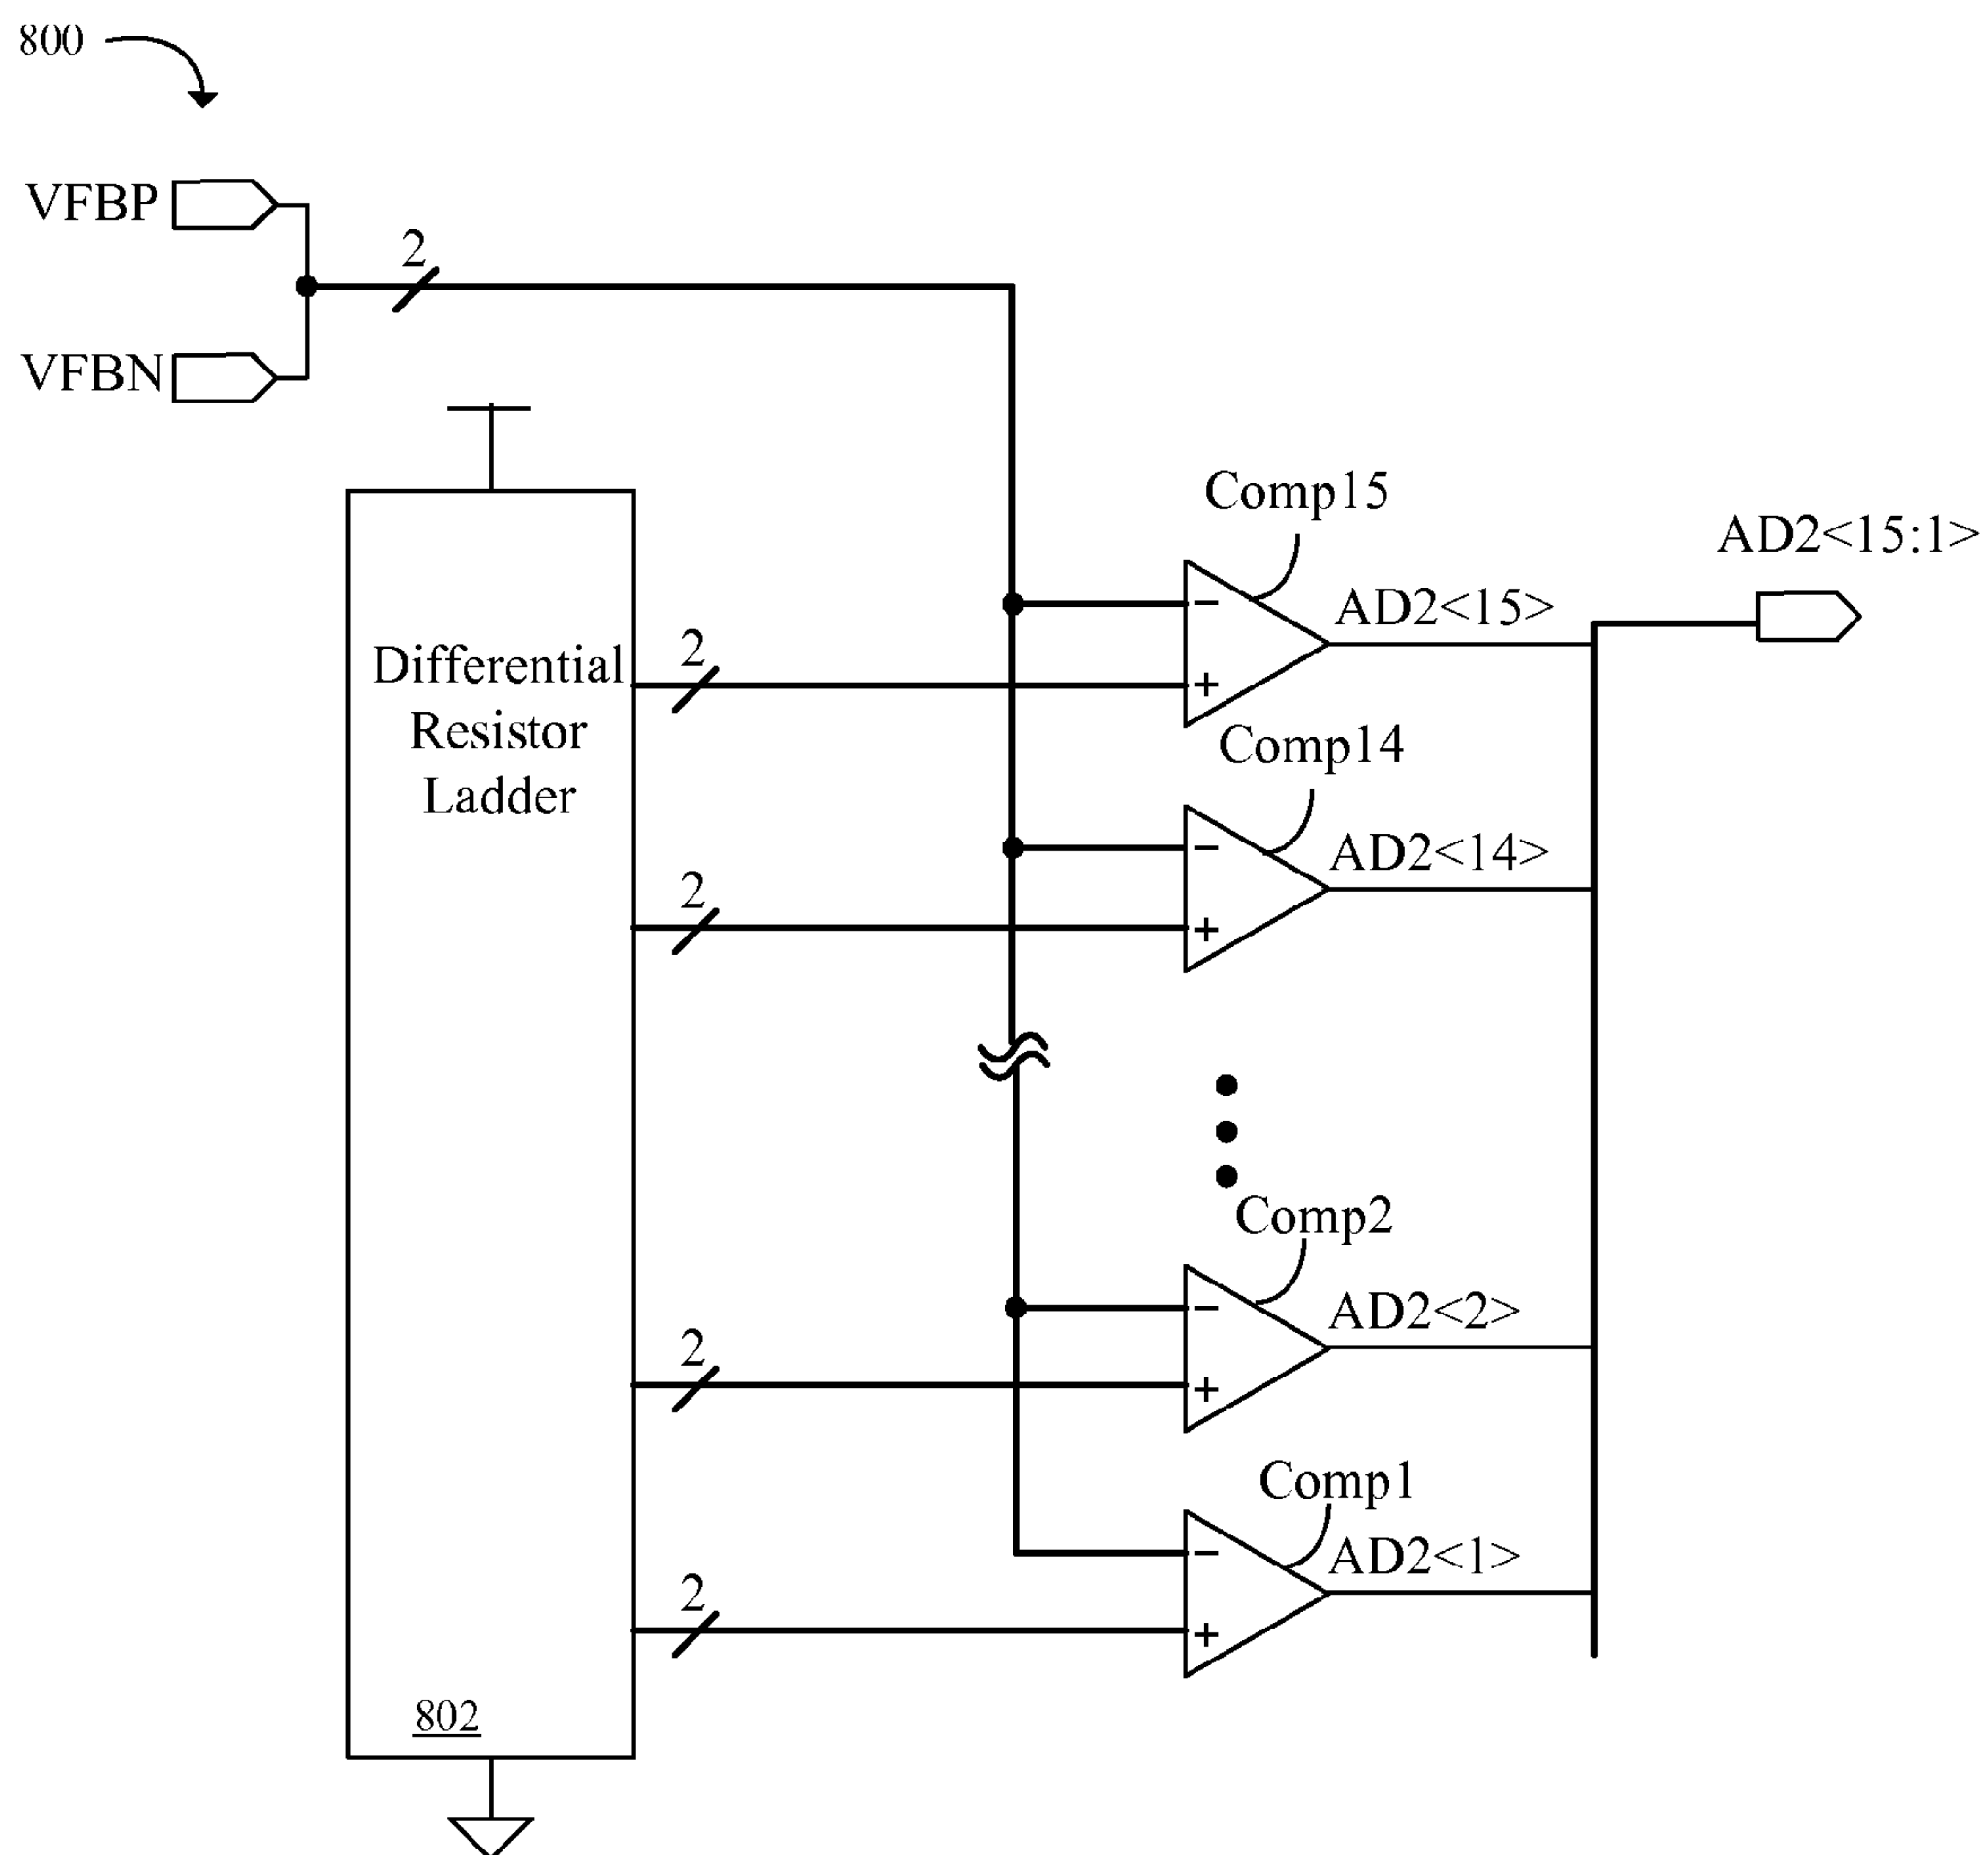 800
VFBP
2
VFBN
Comp15
AD2<15:1>
AD2<15>
2
-
+
Differential
Resistor
Ladder
Comp14
AD2<14>
2
-
+
Comp2
AD2<2>
2
-
+
Comp1
AD2<1>
2
-
+
802